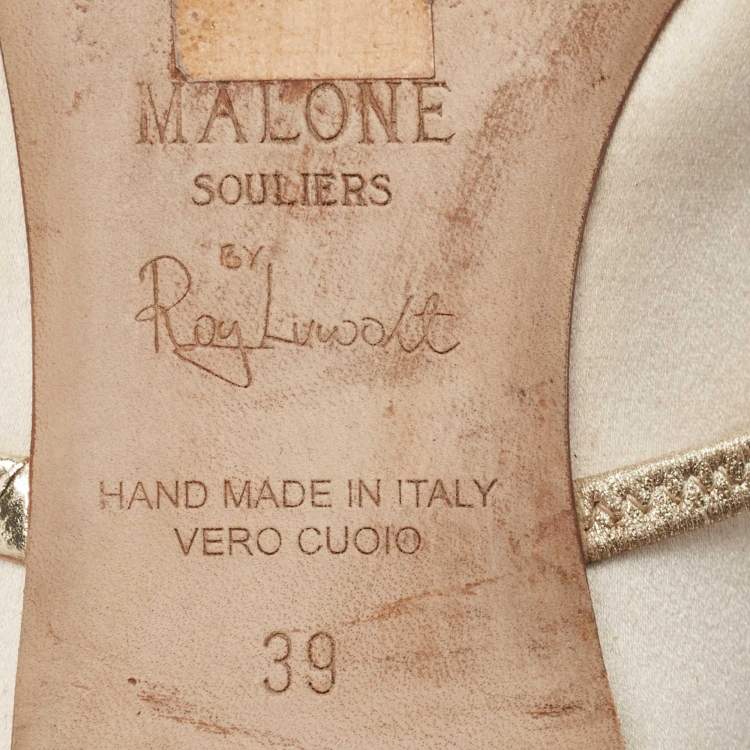 MALONE
SOULIERS
BY
Roy Luwolt
HAND MADE IN ITALY
VERO CUOIO
39